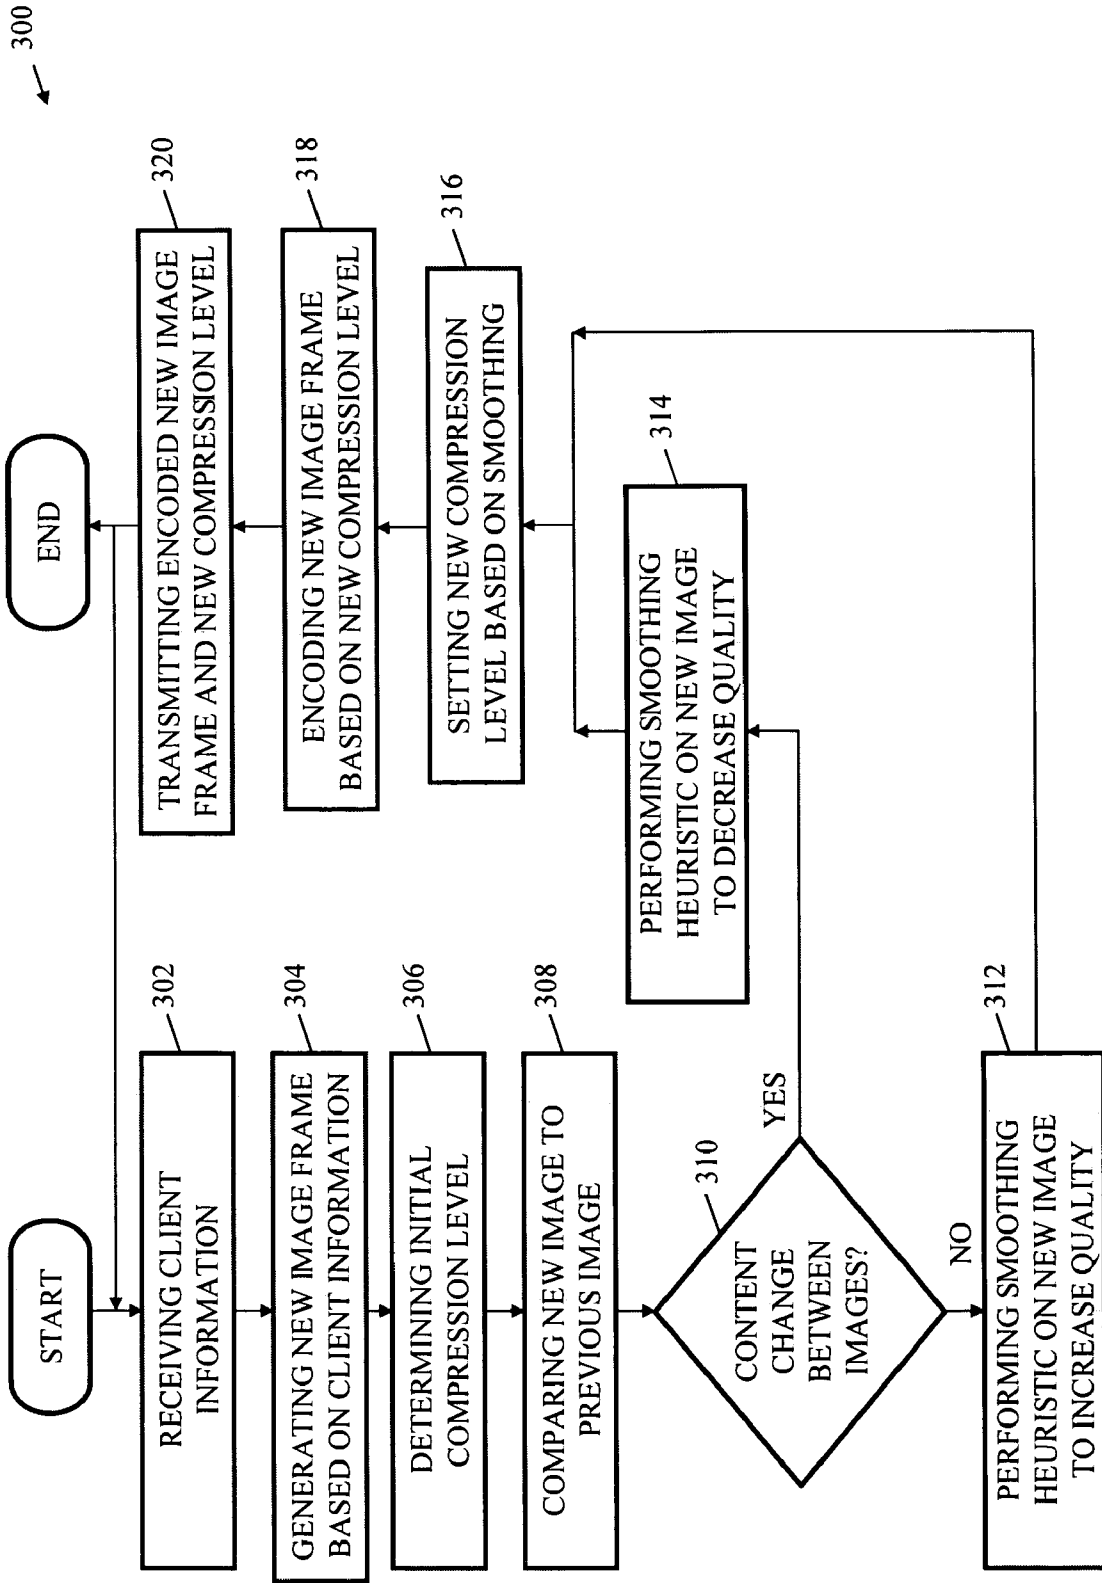 300
START
302
RECEIVING CLIENT
INFORMATION
304
GENERATING NEW IMAGE FRAME
BASED ON CLIENT INFORMATION
306
DETERMINING INITIAL
COMPRESSION LEVEL
308
COMPARING NEW IMAGE TO
PREVIOUS IMAGE
310
CONTENT
CHANGE
BETWEEN
IMAGES?
YES
NO
312
PERFORMING SMOOTHING
HEURISTIC ON NEW IMAGE
TO INCREASE QUALITY
314
PERFORMING SMOOTHING
HEURISTIC ON NEW IMAGE
TO DECREASE QUALITY
316
SETTING NEW COMPRESSION
LEVEL BASED ON SMOOTHING
318
ENCODING NEW IMAGE FRAME
BASED ON NEW COMPRESSION LEVEL
320
TRANSMITTING ENCODED NEW IMAGE
FRAME AND NEW COMPRESSION LEVEL
END